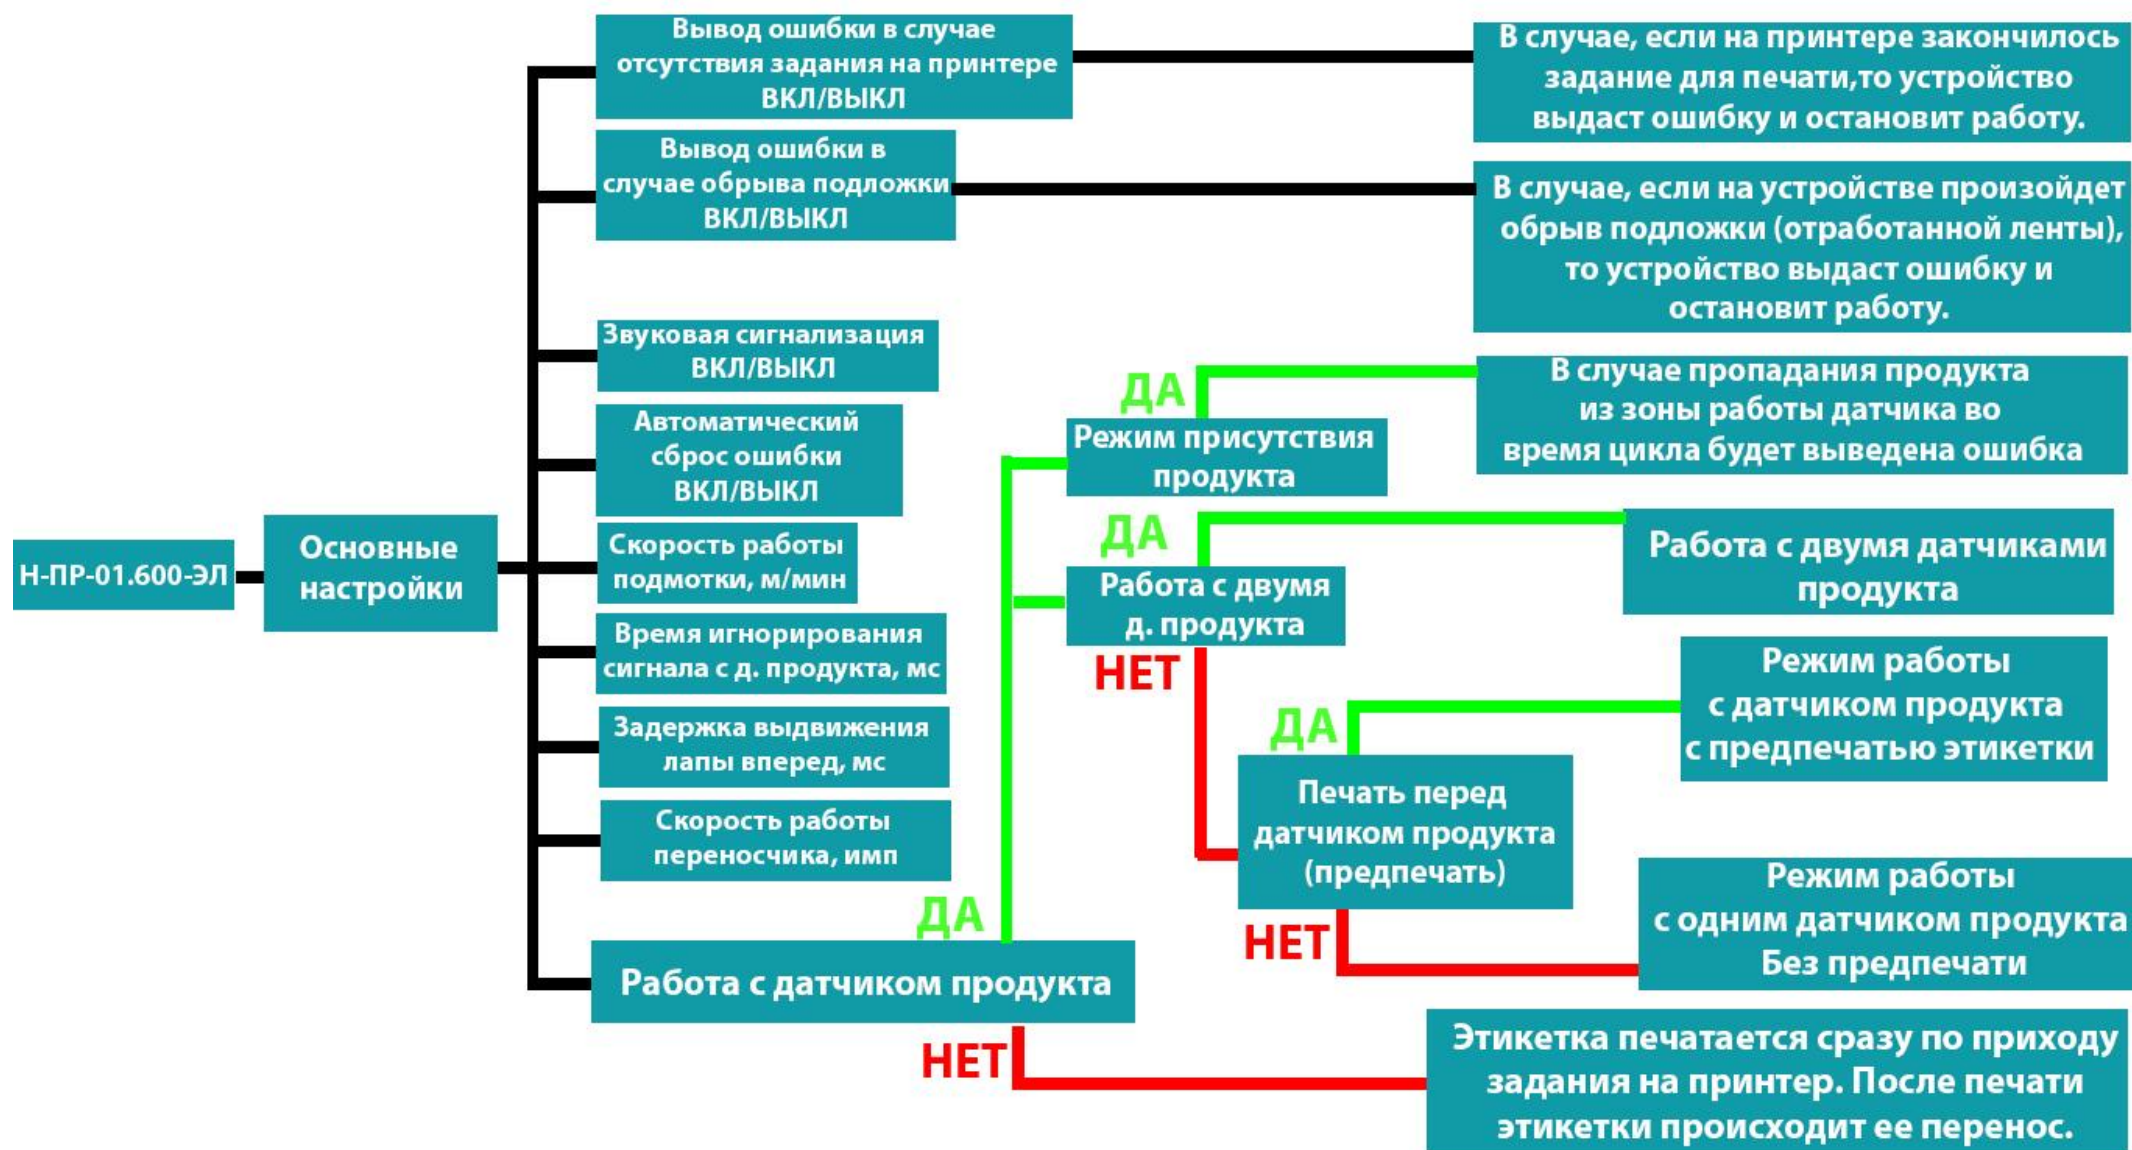 Н-ПР-01.600-ЭЛ
Основные
настройки
Вывод ошибки в случае
отсутствия задания на принтере
ВКЛ/ВЫКЛ
В случае, если на принтере закончилось
задание для печати,то устройство
выдаст ошибку и остановит работу.
Вывод ошибки в
случае обрыва подложки
ВКЛ/ВЫКЛ
В случае, если на устройстве произойдет
обрыв подложки (отработанной ленты),
то устройство выдаст ошибку и
остановит работу.
Звуковая сигнализация
ВКЛ/ВЫКЛ
Автоматический
сброс ошибки
ВКЛ/ВЫКЛ
Скорость работы
подмотки, м/мин
Время игнорирования
сигнала с д. продукта, мс
Задержка выдвижения
лапы вперед, мс
Скорость работы
переносчика, имп
Работа с датчиком продукта
ДА
Режим присутствия
продукта
ДА
В случае пропадания продукта
из зоны работы датчика во
время цикла будет выведена ошибка
Работа с двумя
д. продукта
ДА
Работа с двумя датчиками
продукта
НЕТ
Печать перед
датчиком продукта
(предпечать)
ДА
Режим работы
с датчиком продукта
с предпечатью этикетки
НЕТ
Режим работы
с одним датчиком продукта
Без предпечати
НЕТ
Этикетка печатается сразу по приходу
задания на принтер. После печати
этикетки происходит ее перенос.